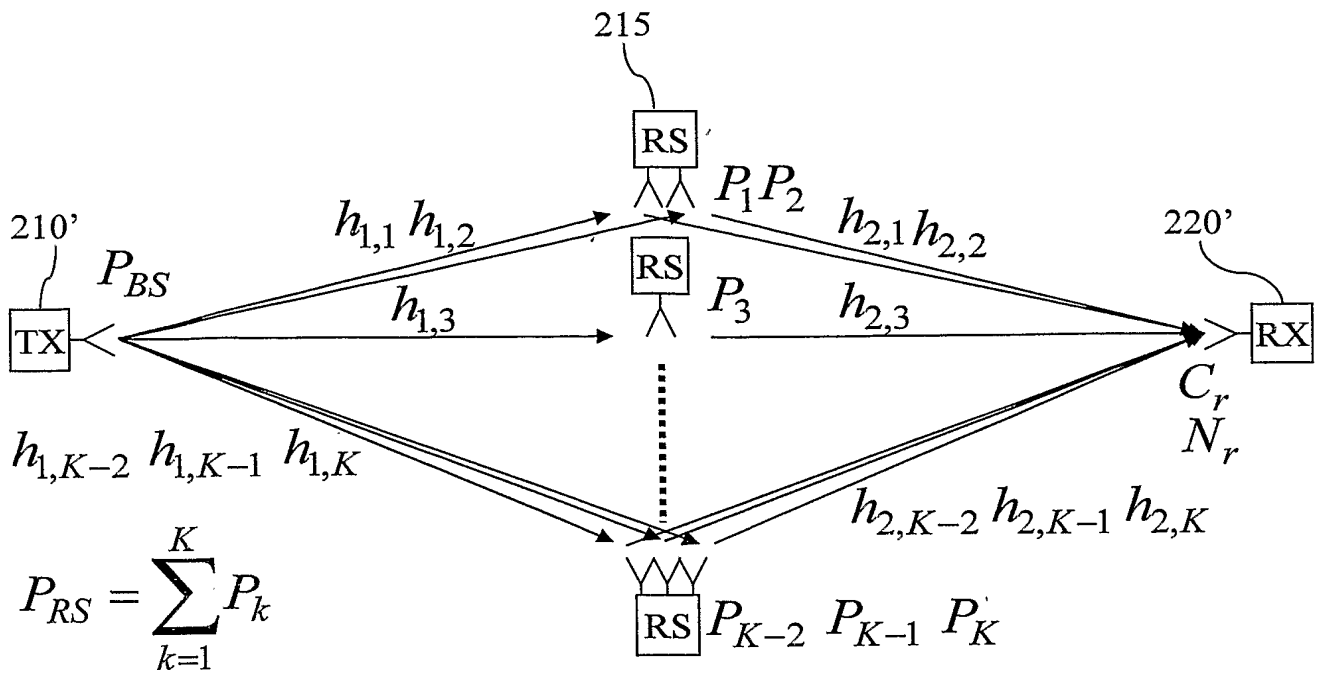 215
RS
P_1 P_2
h_{1,1} h_{1,2}
h_{2,1} h_{2,2}
210’
220’
P_{BS}
RS
P_3
h_{1,3}
h_{2,3}
TX
RX
C_r
N_r
h_{1,K-2} h_{1,K-1} h_{1,K}
h_{2,K-2} h_{2,K-1} h_{2,K}
P_{RS} = \sum_{k=1}^{K} P_k
RS
P_{K-2} P_{K-1} P_K